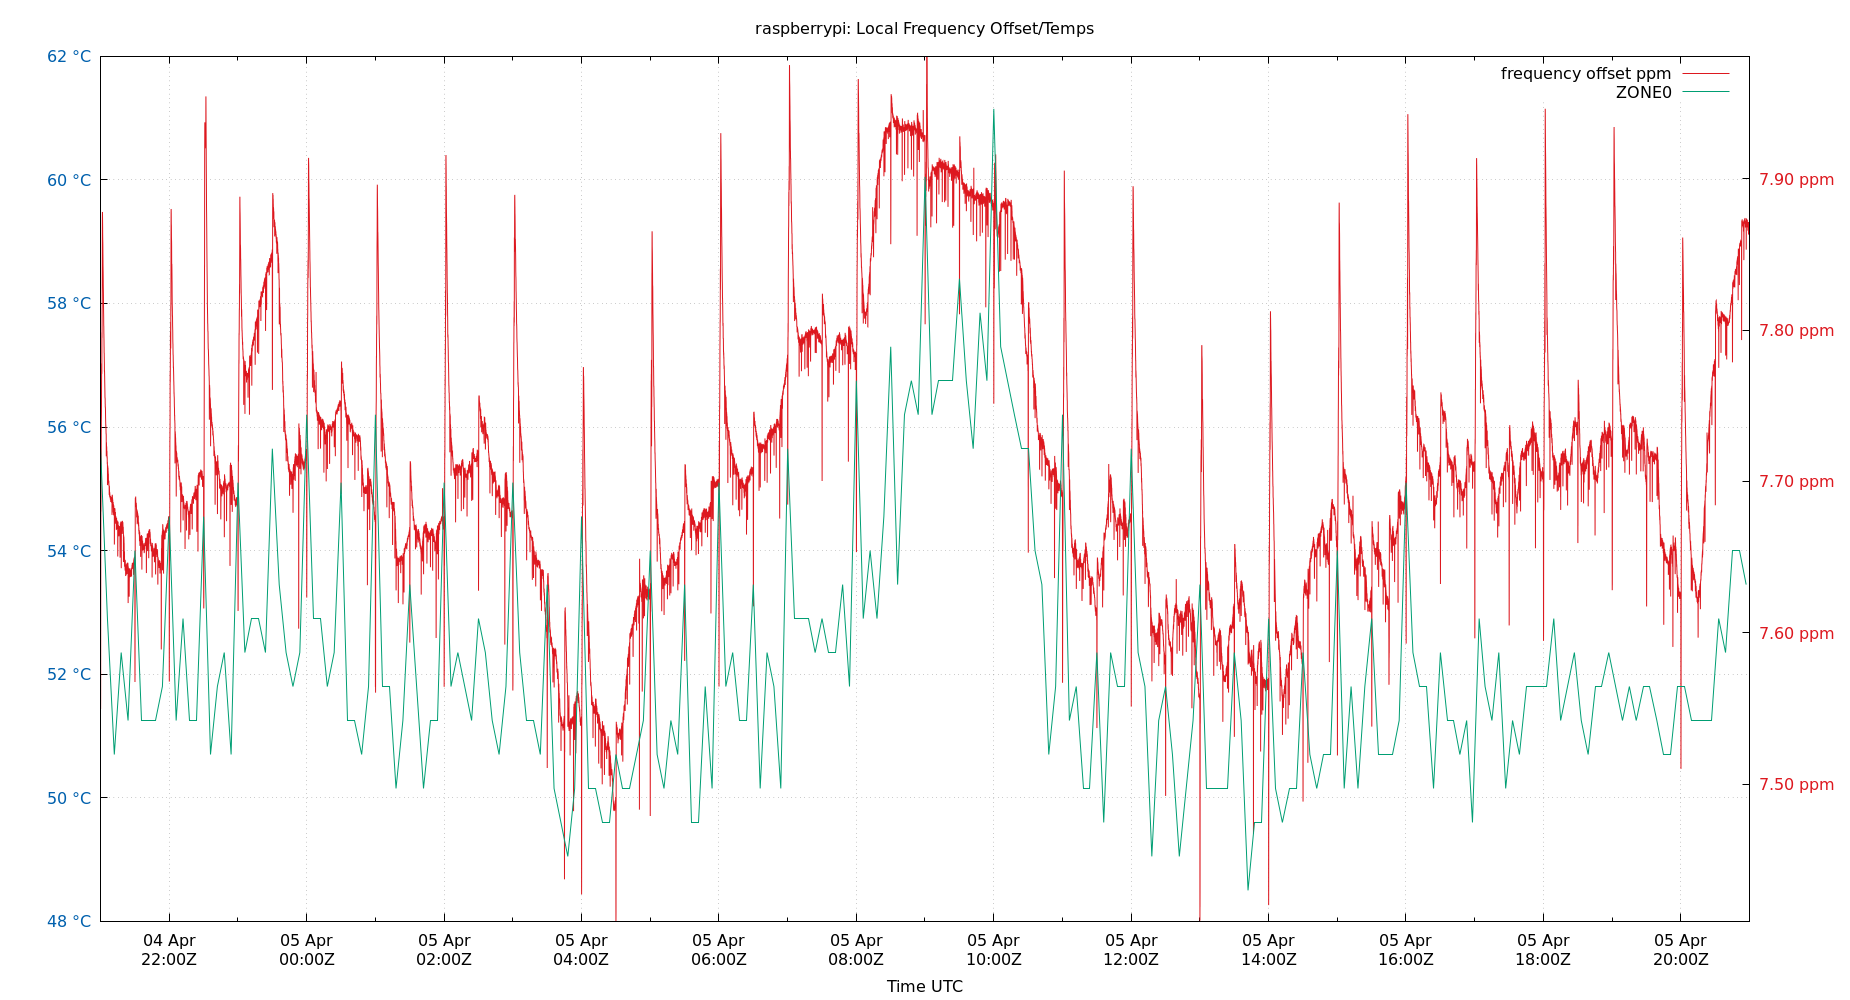 raspberrypi: Local Frequency Offset/Temps
62 °C
60 °C
58 °C
56 °C
54 °C
52 °C
50 °C
48 °C
frequency offset ppm
ZONE0
7.90 ppm
7.80 ppm
7.70 ppm
7.60 ppm
7.50 ppm
04 Apr
22:00Z
05 Apr
00:00Z
05 Apr
02:00Z
05 Apr
04:00Z
05 Apr
06:00Z
05 Apr
08:00Z
05 Apr
10:00Z
05 Apr
12:00Z
05 Apr
14:00Z
05 Apr
16:00Z
05 Apr
18:00Z
05 Apr
20:00Z
Time UTC